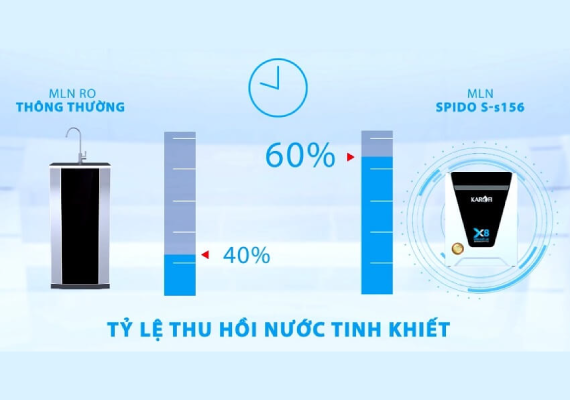 MLN RO
THÔNG THƯỜNG
MLN
SPIDO S-s156
60%
40%
KAROFI
X8
TỶ LỆ THU HỒI NƯỚC TINH KHIẾT